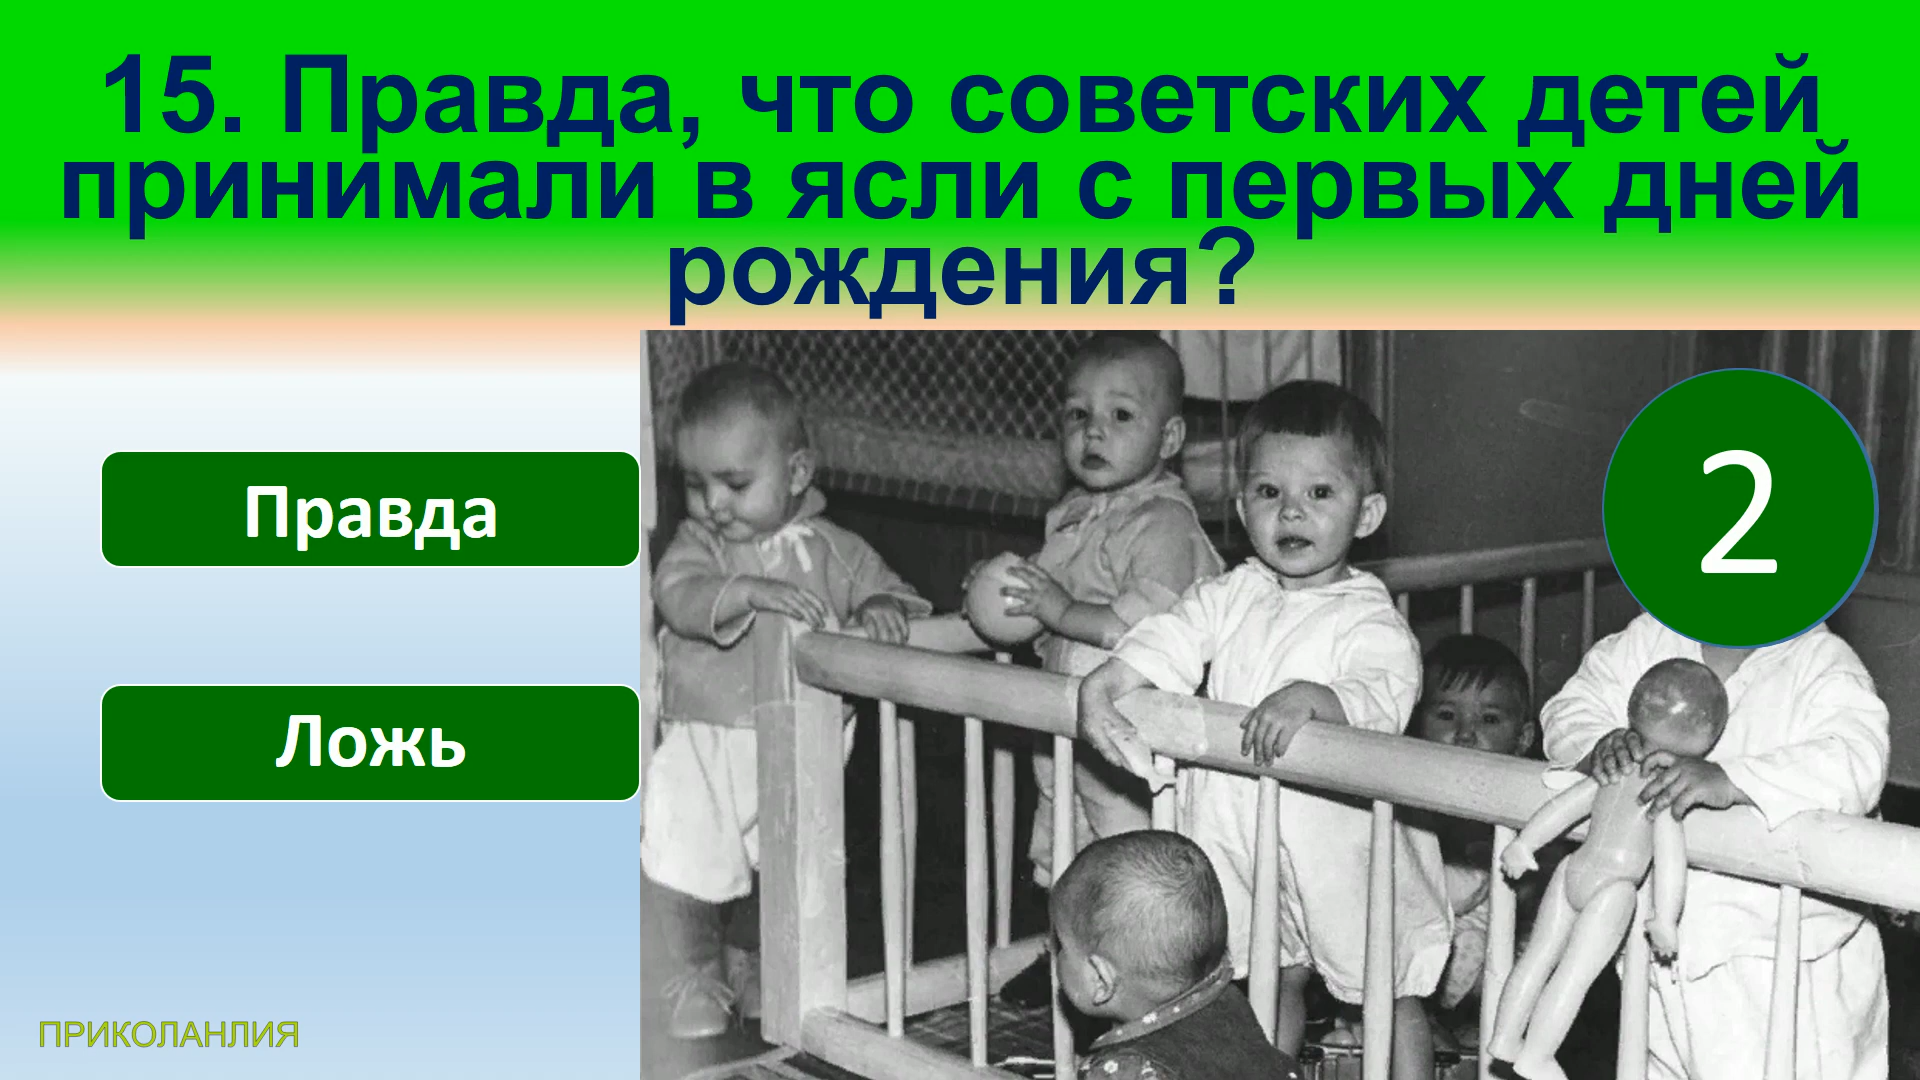 15. Правда, что советских детей
принимали в ясли с первых дней
рождения?
Правда
2
Ложь
ПРИКОЛАНЛИЯ